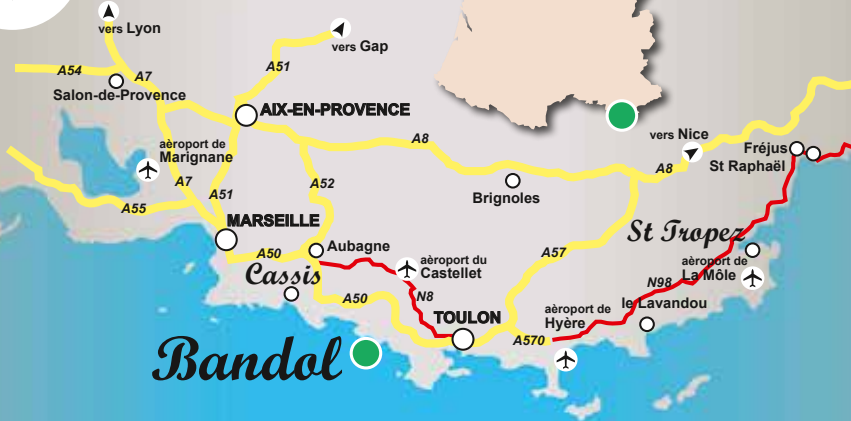 vers Lyon
vers Gap
A54
A7
A51
Salon-de-Provence
AIX-EN-PROVENCE
vers Nice
A8
Fréjus
aèroport de
Marignane
St Raphaël
A8
A7
A51
A52
Brignoles
A55
MARSEILLE
St Tropez
A50
Aubagne
A57
aèroport du
Castellet
aèroport de
La Môle
Cassis
N98
A50
N8
le Lavandou
TOULON
aèroport de
Hyère
A570
Bandol